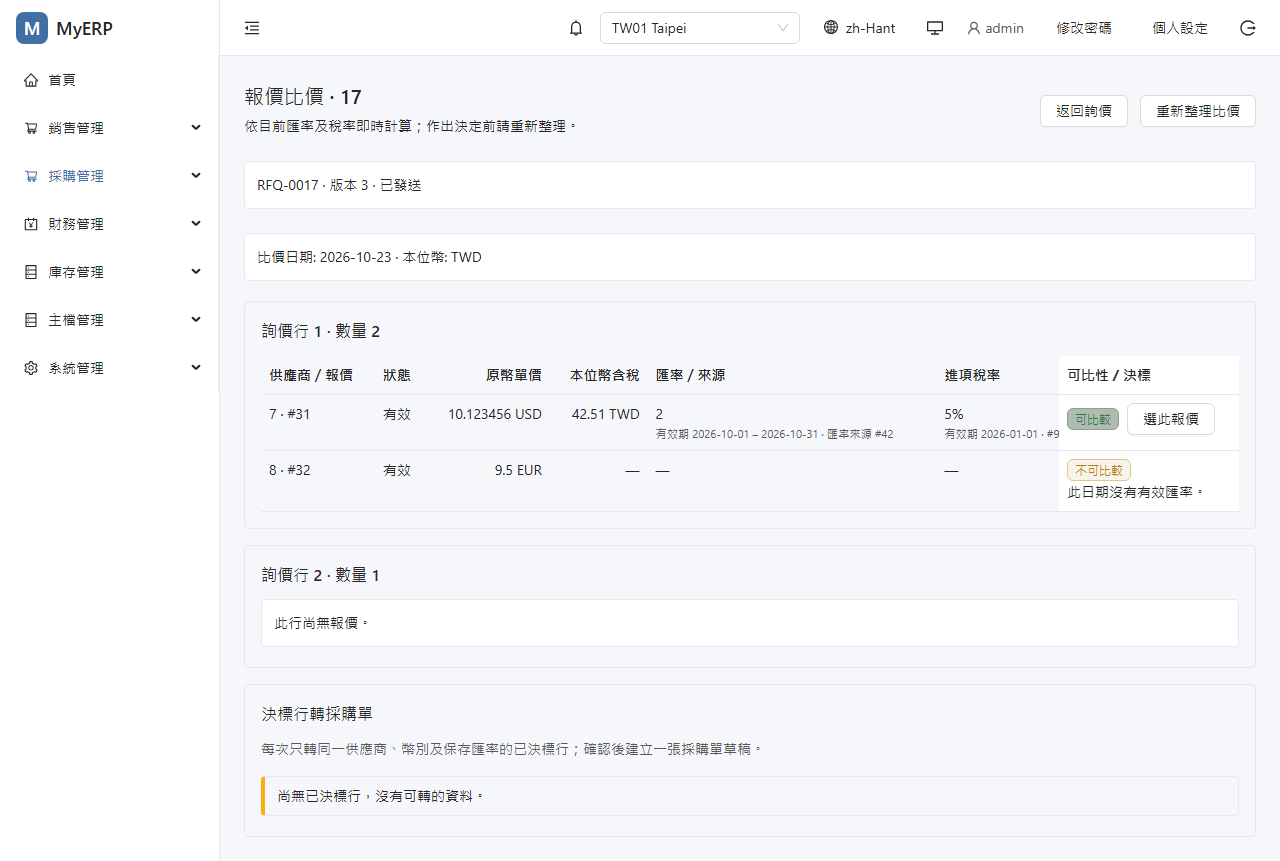 M MyERP
TW01 Taipei
zh-Hant
admin
修改密碼
個人設定
首頁
銷售管理
採購管理
財務管理
庫存管理
主檔管理
系統管理
報價比價 · 17
依目前匯率及稅率即時計算；作出決定前請重新整理。
返回詢價
重新整理比價
RFQ-0017 · 版本 3 · 已發送
比價日期: 2026-10-23 · 本位幣: TWD
詢價行 1 · 數量 2
供應商 / 報價 狀態 原幣單價 本位幣含稅 匯率 / 來源 進項稅率 可比性 / 決標
7 · #31 有效 10.123456 USD 42.51 TWD 2 5% 可比較 選此報價
有效期 2026-10-01 – 2026-10-31 · 匯率來源 #42 有效期 2026-01-01 · #9
8 · #32 有效 9.5 EUR — — — 不可比較
此日期沒有有效匯率。
詢價行 2 · 數量 1
此行尚無報價。
決標行轉採購單
每次只轉同一供應商、幣別及保存匯率的已決標行；確認後建立一張採購單草稿。
尚無已決標行，沒有可轉的資料。